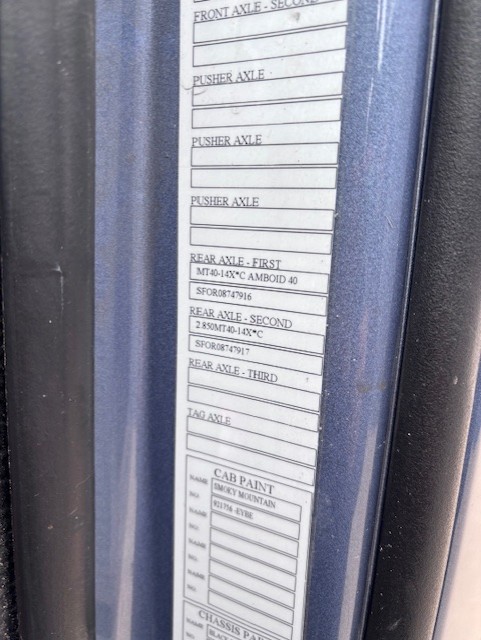 FRONT AXLE - SECOND
PUSHER AXLE
PUSHER AXLE
PUSHER AXLE
REAR AXLE - FIRST
MT40-14X*C AMBOID 40
SFOR08747916
REAR AXLE - SECOND
2.850MT40-14X*C
SFOR08747917
REAR AXLE - THIRD
TAG AXLE
CAB PAINT
NAME SMOKY MOUNTAIN
NO.
NAME
NO.
NAME
NO.
NAME
NO.
CHASSIS
NAME
NO.